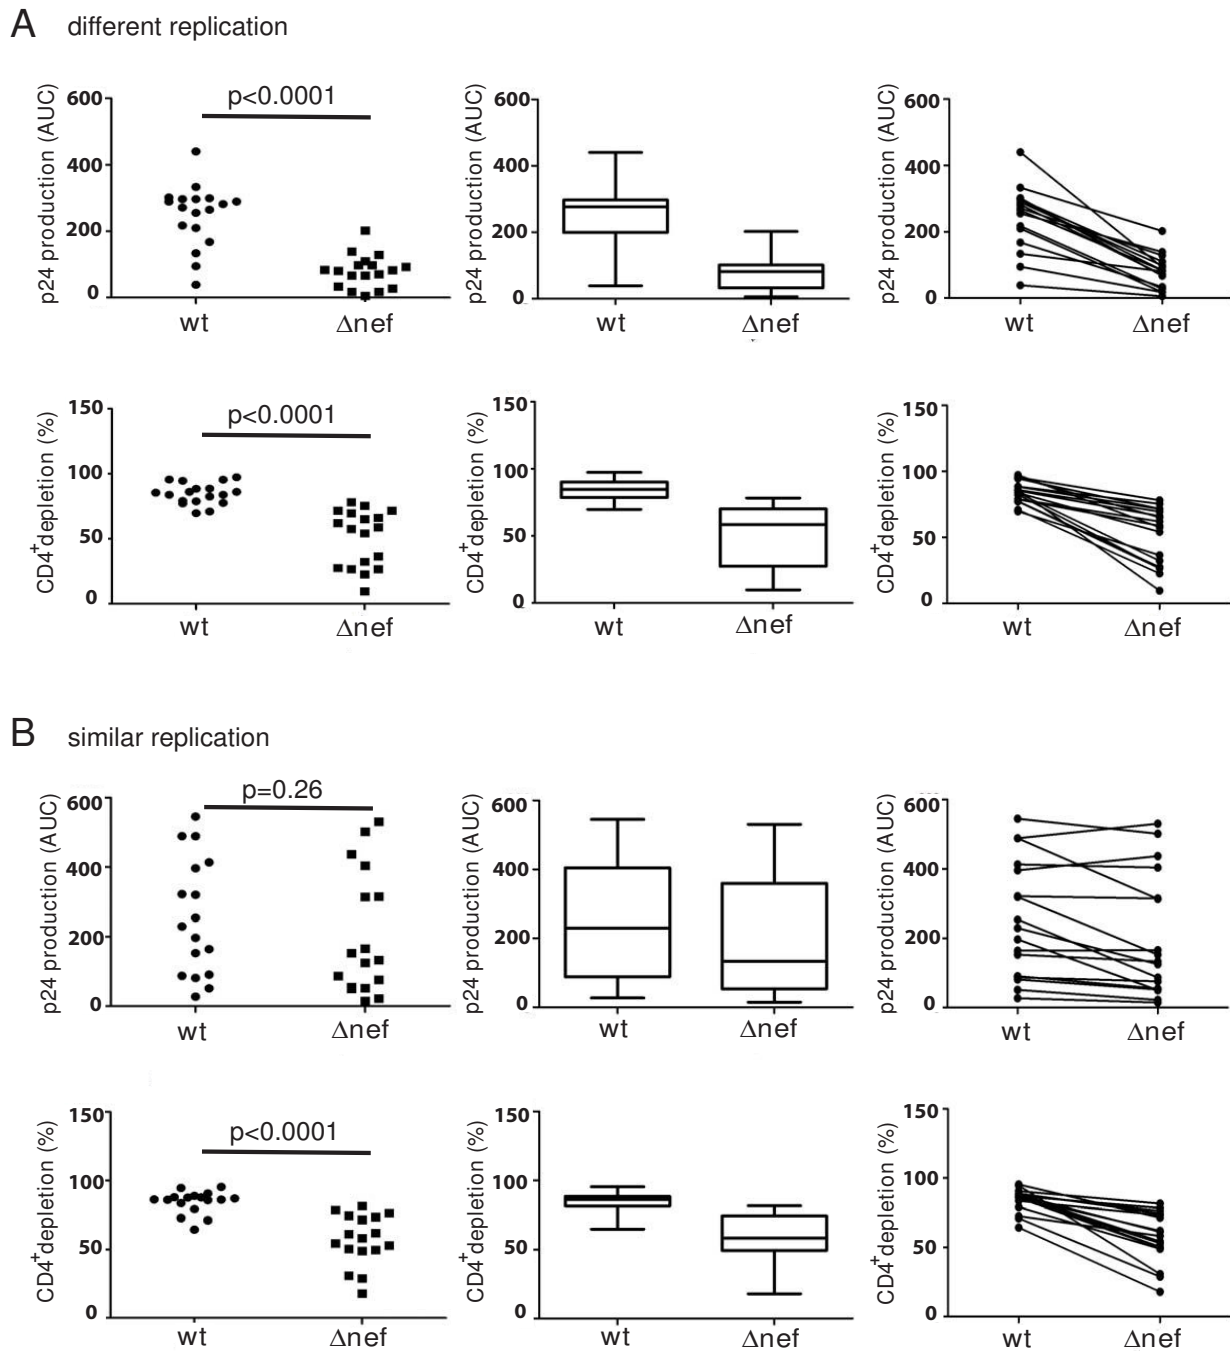 A different replication
p24 production (AUC)
600
400
200
0
p<0.0001
wt
Δnef
p24 production (AUC)
600
400
200
0
wt
Δnef
p24 production (AUC)
600
400
200
0
wt
Δnef
CD4+depletion (%)
150
100
50
0
p<0.0001
wt
Δnef
CD4+depletion (%)
150
100
50
0
wt
Δnef
CD4+depletion (%)
150
100
50
0
wt
Δnef
B similar replication
p24 production (AUC)
600
400
200
0
p=0.26
wt
Δnef
p24 production (AUC)
600
400
200
0
wt
Δnef
p24 production (AUC)
600
400
200
0
wt
Δnef
CD4+depletion (%)
150
100
50
0
p<0.0001
wt
Δnef
CD4+depletion (%)
150
100
50
0
wt
Δnef
CD4+depletion (%)
150
100
50
0
wt
Δnef